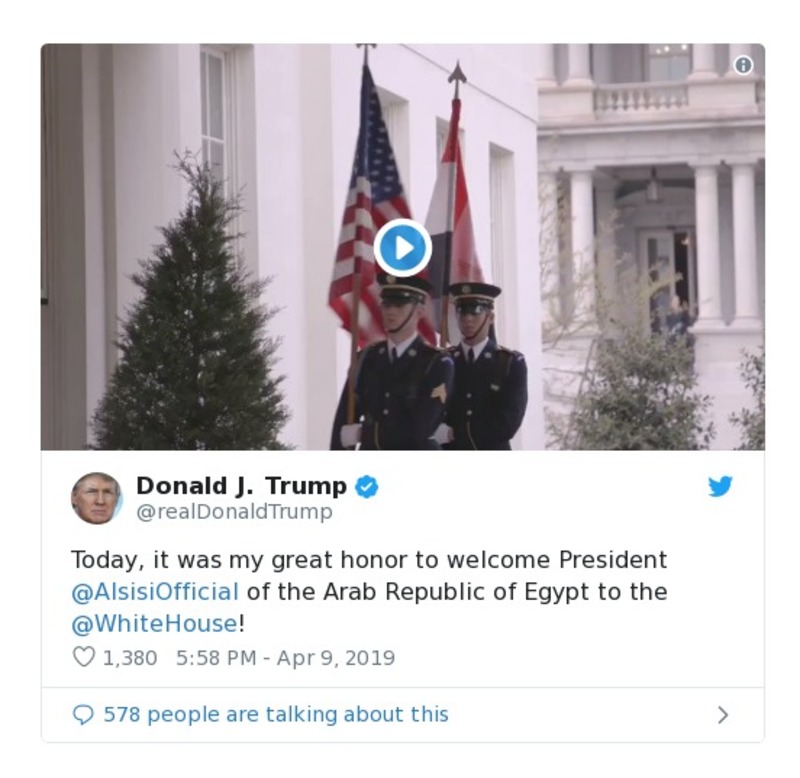 Donald J. Trump
@realDonaldTrump
Today, it was my great honor to welcome President
@AlsisiOfficial of the Arab Republic of Egypt to the
@WhiteHouse!
1,380 5:58 PM - Apr 9, 2019
578 people are talking about this